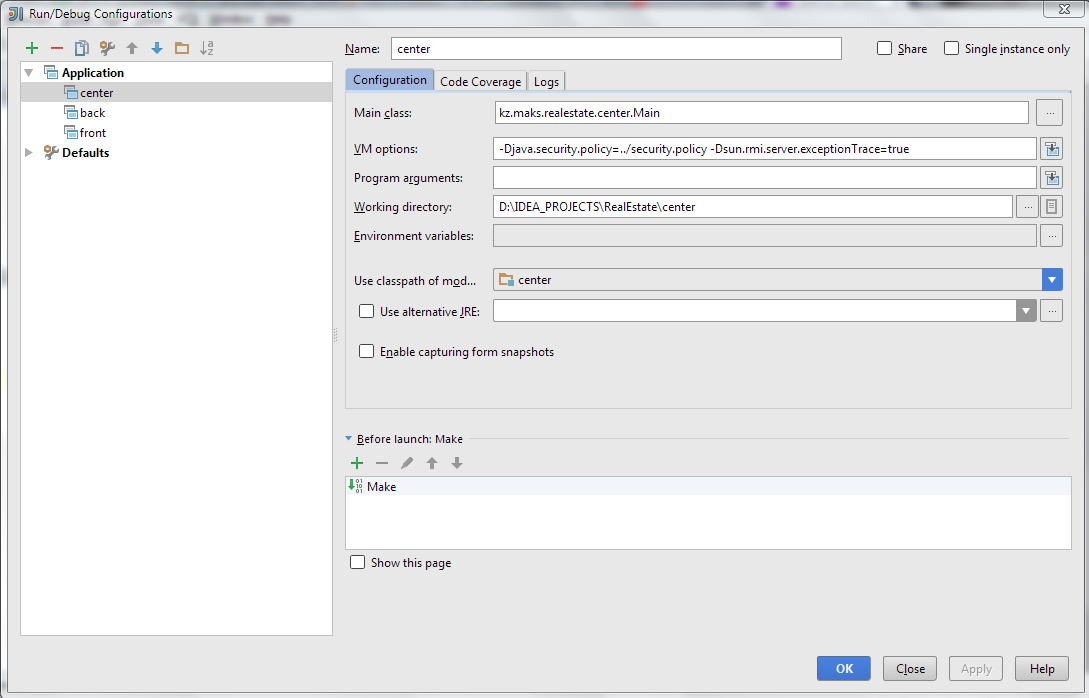 Run/Debug Configurations
Name: center
Share
Single instance only
Application
center
back
front
Defaults
Configuration
Code Coverage
Logs
Main class: kz.maks.realestate.center.Main
VM options: -Djava.security.policy=../security.policy -Dsun.rmi.server.exceptionTrace=true
Program arguments:
Working directory: D:\IDEA_PROJECTS\RealEstate\center
Environment variables:
Use classpath of mod... center
Use alternative JRE:
Enable capturing form snapshots
Before launch: Make
Make
Show this page
OK
Close
Apply
Help